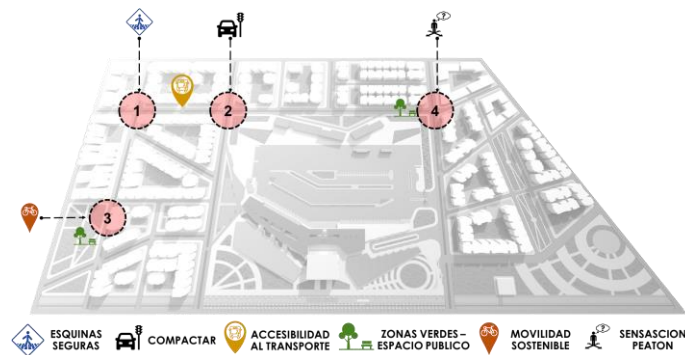 ?
1
2
4
3
ESQUINAS
SEGURAS
COMPACTAR
ACCESIBILIDAD
AL TRANSPORTE
ZONAS VERDES–
ESPACIO PUBLICO
MOVILIDAD
SOSTENIBLE
?
SENSASCION
PEATON